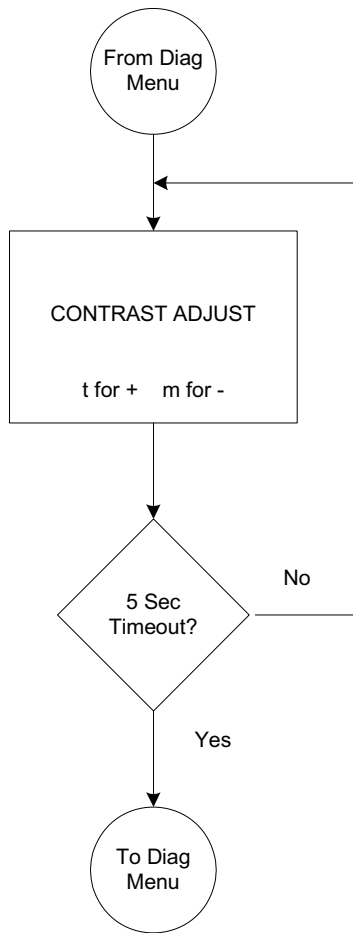 From Diag
Menu
CONTRAST ADJUST
t for + m for -
5 Sec
Timeout?
No
Yes
To Diag
Menu